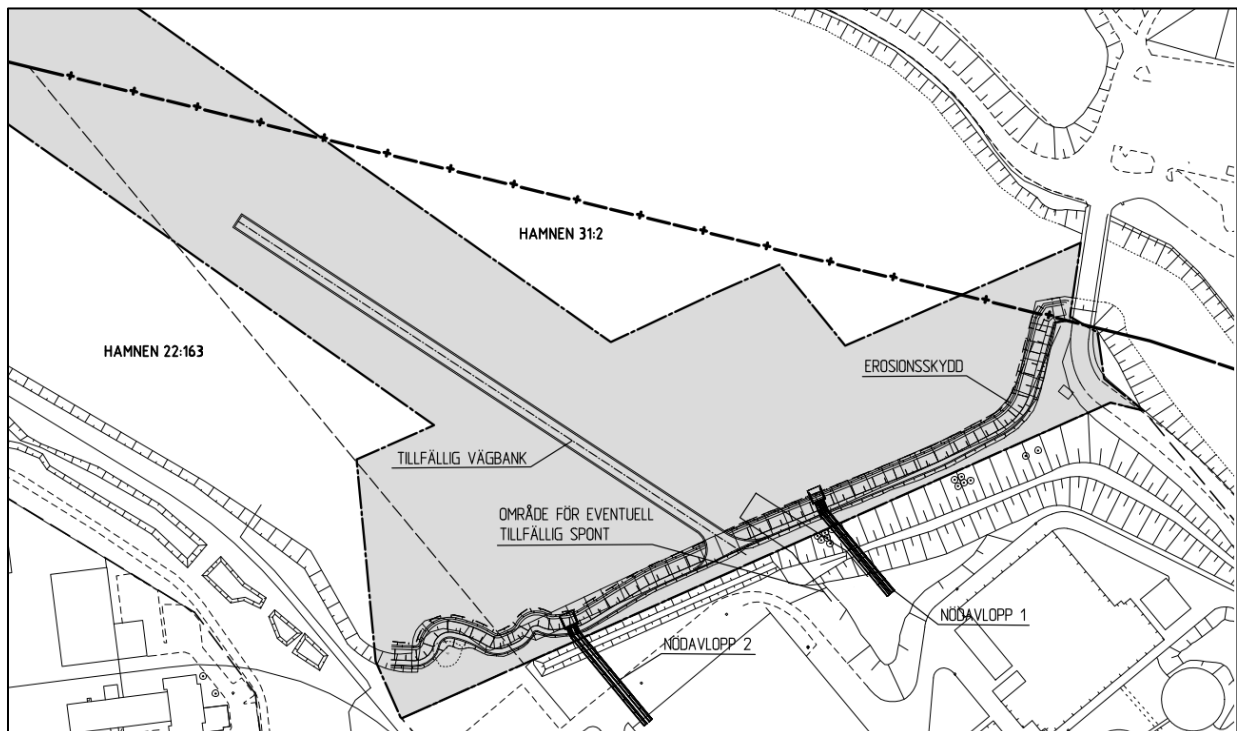 HAMNEN 31:2
HAMNEN 22:163
EROSIONSSKYDD
TILLFÄLLIG VÄGBANK
OMRÅDE FÖR EVENTUELL
TILLFÄLLIG SPONT
NÖDAVLOPP 1
NÖDAVLOPP 2